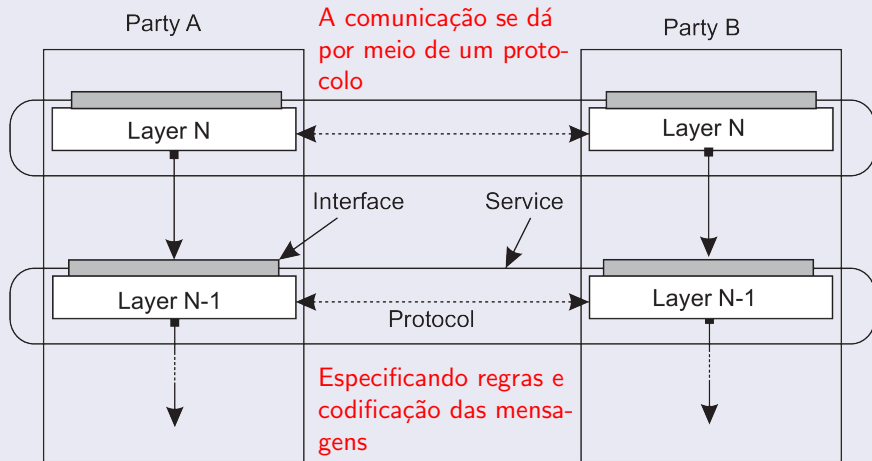 Party A
A comunicação se dá
por meio de um proto-
colo
Party B
Layer N
Layer N
Interface
Service
Layer N-1
Layer N-1
Protocol
Especificando regras e
codificação das mensa-
gens